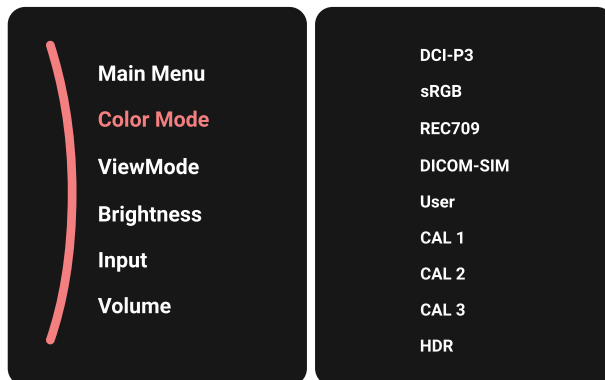 Main Menu
Color Mode
ViewMode
Brightness
Input
Volume
DCI-P3
sRGB
REC709
DICOM-SIM
User
CAL 1
CAL 2
CAL 3
HDR